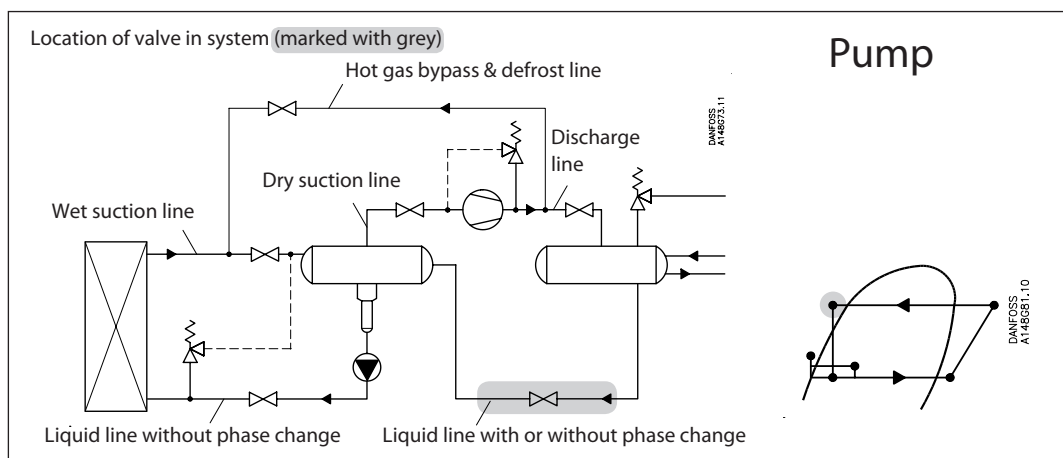 Location of valve in system (marked with grey)
Pump
Hot gas bypass & defrost line
DANFOSS
A148G73.11
Discharge
line
Dry suction line
Wet suction line
DANFOSS
A148G81.10
Liquid line without phase change
Liquid line with or without phase change